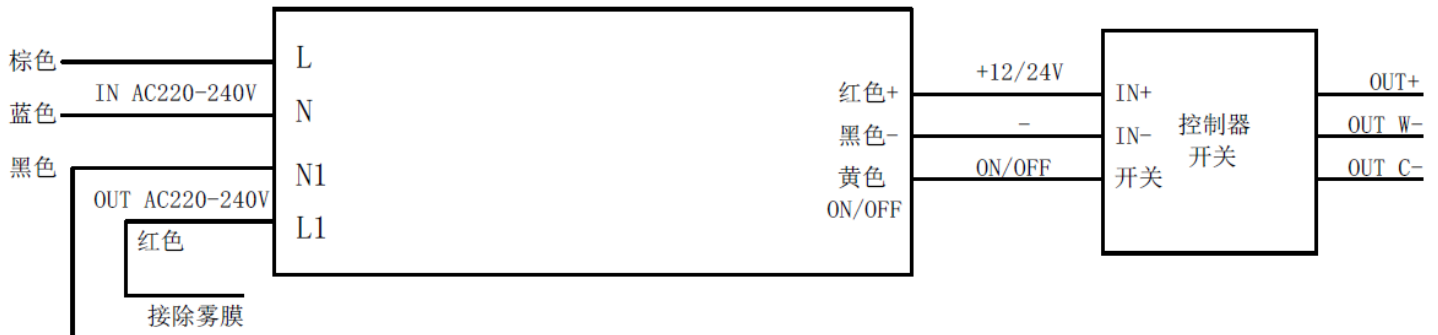 棕色
L
IN AC220-240V
蓝色
N
黑色
N1
OUT AC220-240V
红色
L1
接除雾膜
红色+
黑色-
黄色
ON/OFF
+12/24V
-
ON/OFF
IN+
IN-
开关
控制器
开关
OUT+
OUT W-
OUT C-